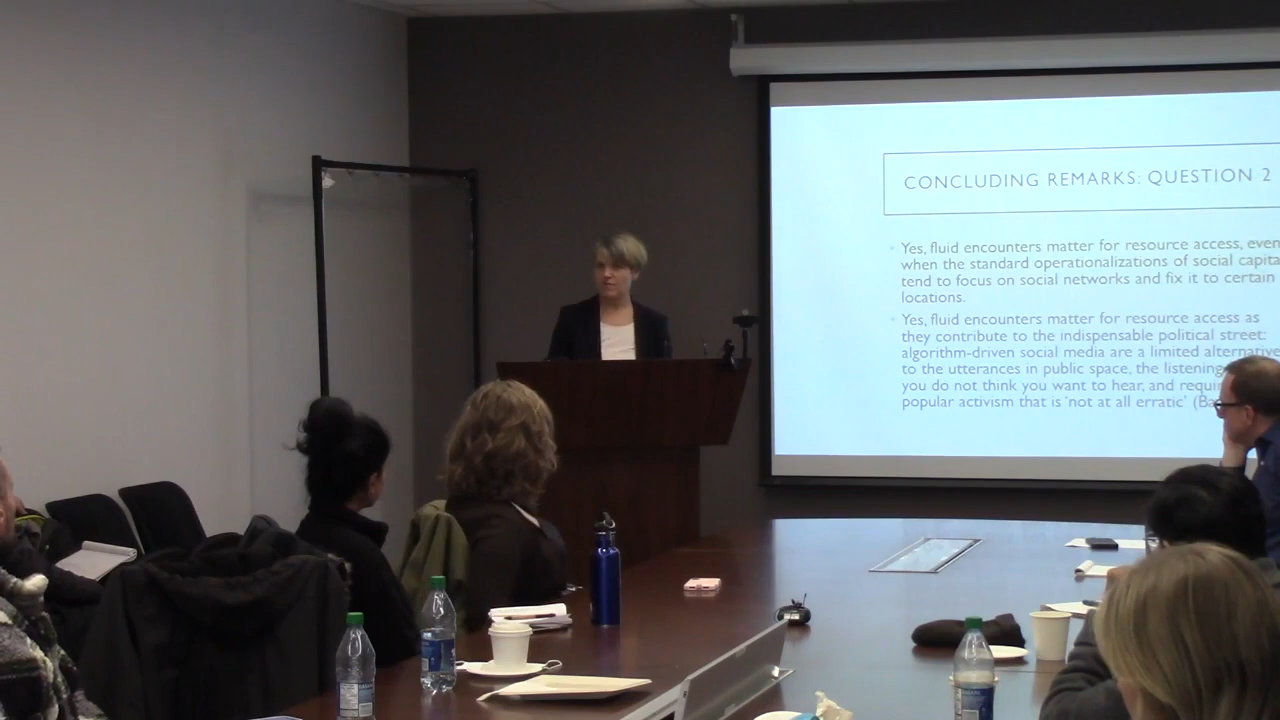 CONCLUDING REMARKS: QUESTION 2
Yes, fluid encounters matter for resource access, even
when the standard operationalizations of social capita
tend to focus on social networks and fix it to certain
locations.
Yes, fluid encounters matter for resource access as
they contribute to the indispensable political street:
algorithm-driven social media are a limited alternative
to the utterances in public space, the listening
you do not think you want to hear, and requi
popular activism that is 'not at all erratic' (Ba